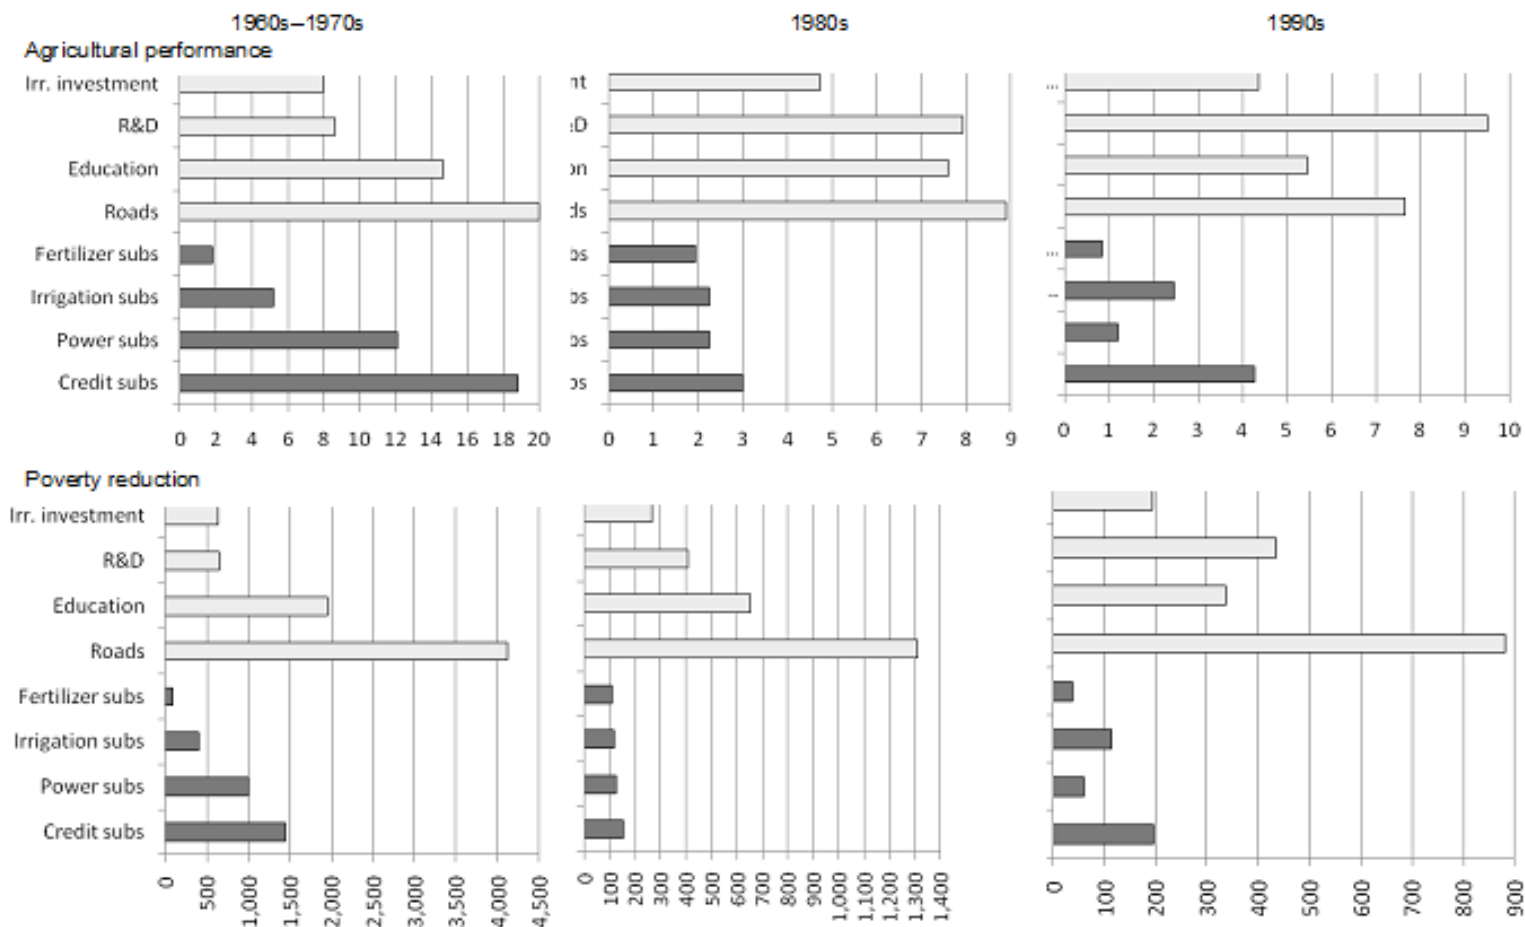 1960s–1970s 1980s 1990s
Agricultural performance
Irr. investment nt ...
R&D :D
Education on
Roads ds
Fertilizer subs os ...
Irrigation subs os ...
Power subs os
Credit subs os
0 2 4 6 8 10 12 14 16 18 20 0 1 2 3 4 5 6 7 8 9 0 1 2 3 4 5 6 7 8 9 10
Poverty reduction
Irr. investment
R&D
Education
Roads
Fertilizer subs
Irrigation subs
Power subs
Credit subs
0 500 1,000 1,500 2,000 2,500 3,000 3,500 4,000 4,500 0 100 200 300 400 500 600 700 800 900 1,000 1,100 1,200 1,300 1,400 0 100 200 300 400 500 600 700 800 900